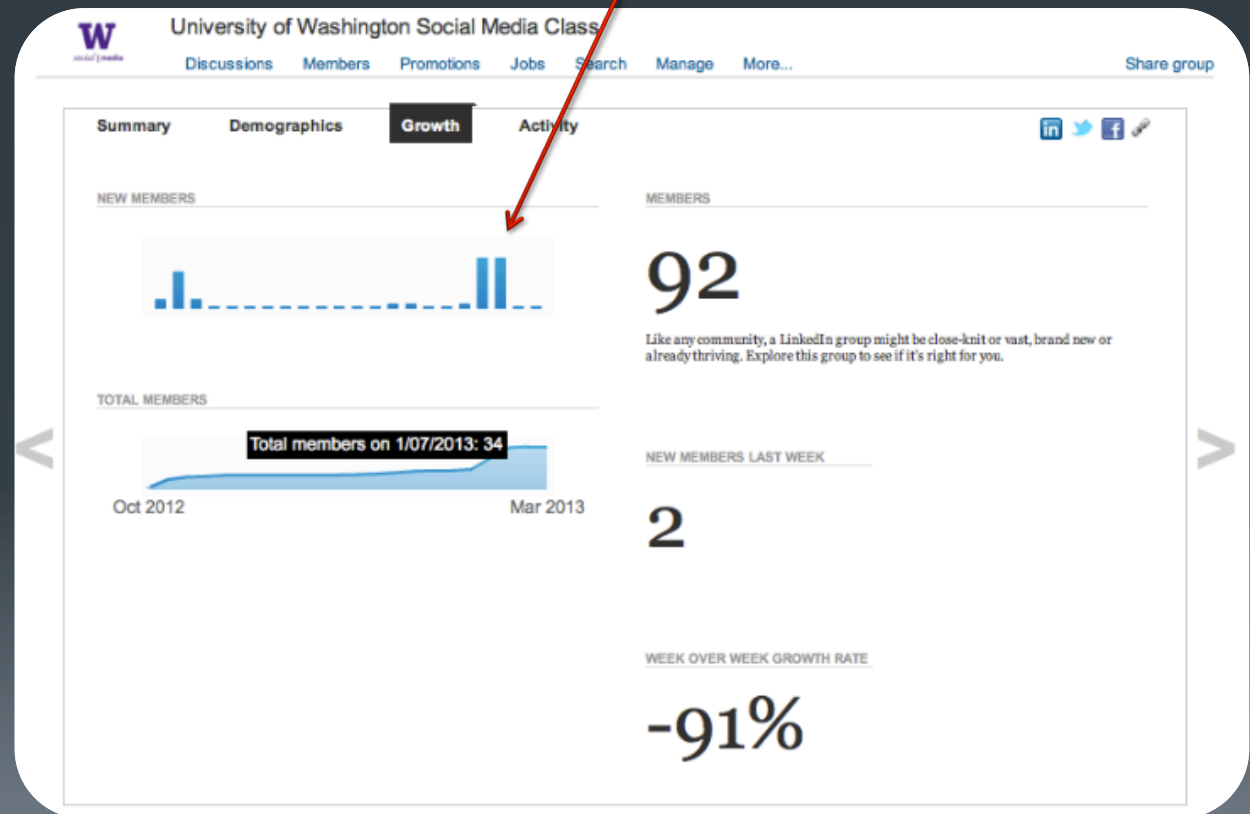 W
social | media
University of Washington Social Media Class
Discussions Members Promotions Jobs Search Manage More... Share group
Summary Demographics Growth Activity
in f
NEW MEMBERS
MEMBERS
92
Like any community, a LinkedIn group might be close-knit or vast, brand new or
already thriving. Explore this group to see if it's right for you.
TOTAL MEMBERS
Total members on 1/07/2013: 34
Oct 2012 Mar 2013
NEW MEMBERS LAST WEEK
2
WEEK OVER WEEK GROWTH RATE
-91%